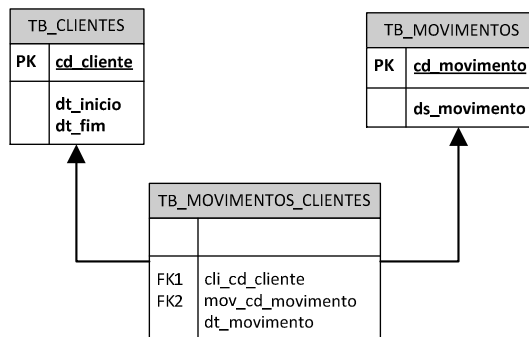 TB_CLIENTES
PK cd_cliente
dt_inicio
dt_fim
TB_MOVIMENTOS
PK cd_movimento
ds_movimento
TB_MOVIMENTOS_CLIENTES
FK1 cli_cd_cliente
FK2 mov_cd_movimento
dt_movimento